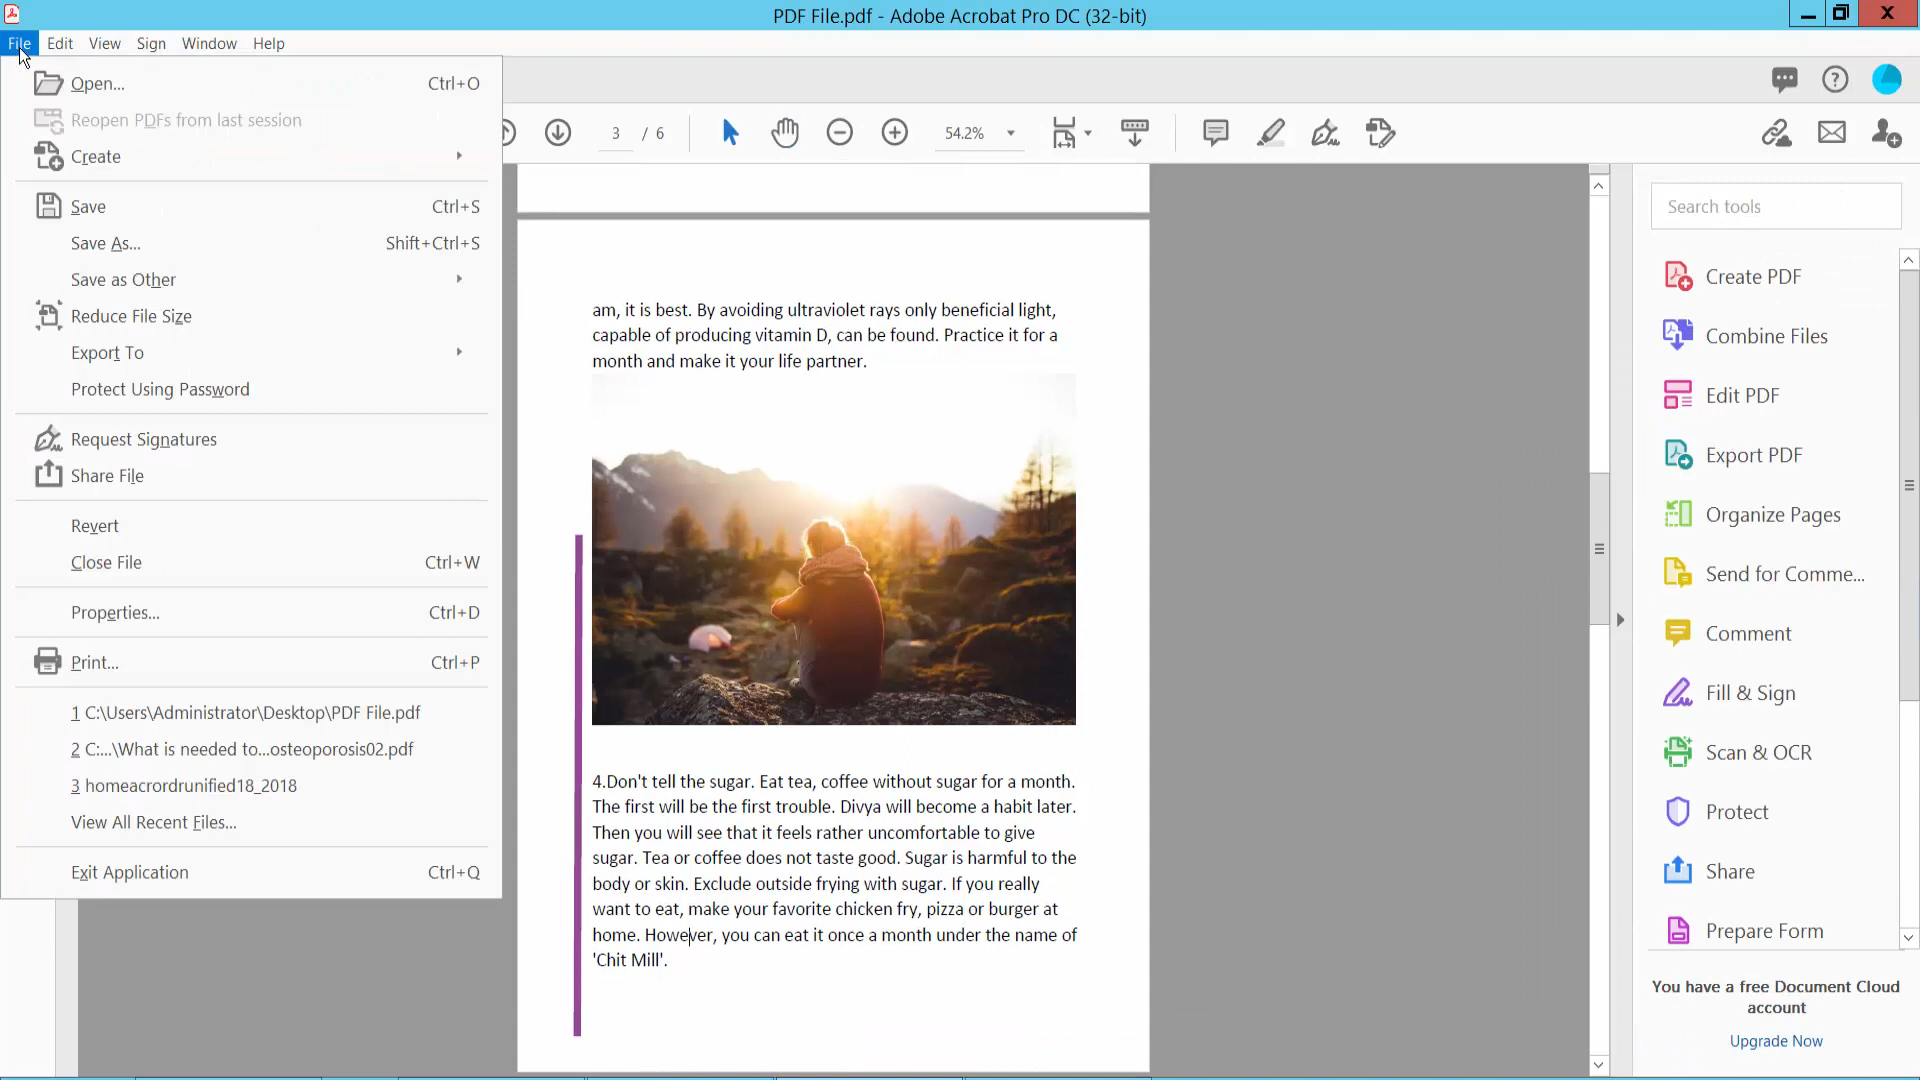 PDF File.pdf - Adobe Acrobat Pro DC (32-bit)
File Edit View Sign Window Help
Open... Ctrl+O
Reopen PDFs from last session
Create
Save Ctrl+S
Save As... Shift+Ctrl+S
Save as Other
Reduce File Size
Export To
Protect Using Password
Request Signatures
Share File
Revert
Close File Ctrl+W
Properties... Ctrl+D
Print... Ctrl+P
1 C:\Users\Administrator\Desktop\PDF File.pdf
2 C:...\What is needed to...osteoporosis02.pdf
3 homeacrordrunified18_2018
View All Recent Files...
Exit Application Ctrl+Q
3 / 6
54.2%
am, it is best. By avoiding ultraviolet rays only beneficial light,
capable of producing vitamin D, can be found. Practice it for a
month and make it your life partner.
4.Don't tell the sugar. Eat tea, coffee without sugar for a month.
The first will be the first trouble. Divya will become a habit later.
Then you will see that it feels rather uncomfortable to give
sugar. Tea or coffee does not taste good. Sugar is harmful to the
body or skin. Exclude outside frying with sugar. If you really
want to eat, make your favorite chicken fry, pizza or burger at
home. However, you can eat it once a month under the name of
'Chit Mill'.
Search tools
Create PDF
Combine Files
Edit PDF
Export PDF
Organize Pages
Send for Comme...
Comment
Fill & Sign
Scan & OCR
Protect
Share
Prepare Form
You have a free Document Cloud
account
Upgrade Now